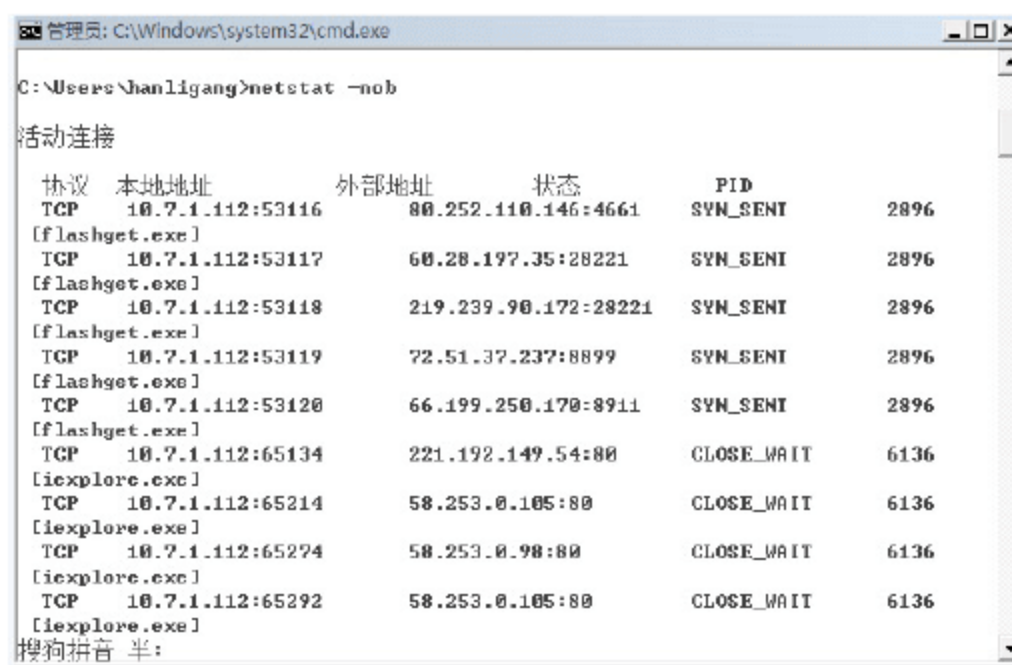 管理员: C:\Windows\system32\cmd.exe
C:\Users\hanligang>netstat -nob
活动连接
协议 本地地址 外部地址 状态 PID
TCP 10.7.1.112:53116 80.252.110.146:4661 SYN_SENT 2896
[flashget.exe]
TCP 10.7.1.112:53117 60.28.197.35:28221 SYN_SENT 2896
[flashget.exe]
TCP 10.7.1.112:53118 219.239.90.172:28221 SYN_SENT 2896
[flashget.exe]
TCP 10.7.1.112:53119 72.51.37.237:8899 SYN_SENT 2896
[flashget.exe]
TCP 10.7.1.112:53120 66.199.250.170:8911 SYN_SENT 2896
[flashget.exe]
TCP 10.7.1.112:65134 221.192.149.54:80 CLOSE_WAIT 6136
[iexplore.exe]
TCP 10.7.1.112:65214 58.253.0.105:80 CLOSE_WAIT 6136
[iexplore.exe]
TCP 10.7.1.112:65274 58.253.0.98:80 CLOSE_WAIT 6136
[iexplore.exe]
TCP 10.7.1.112:65292 58.253.0.105:80 CLOSE_WAIT 6136
[iexplore.exe]
搜狗拼音 半: